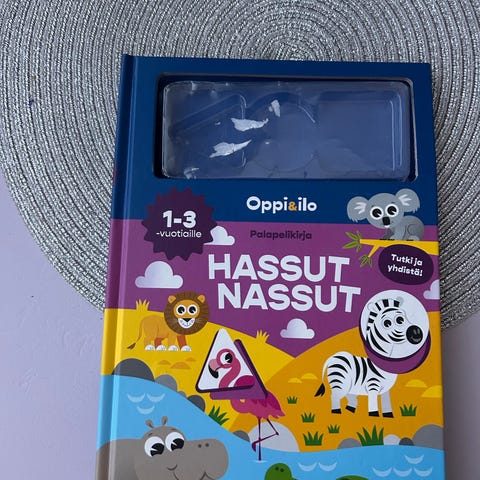 Oppi&ilo
1-3
-vuotiaille
Palapelikirja
Tutki ja
yhdistä!
HASSUT
NASSUT